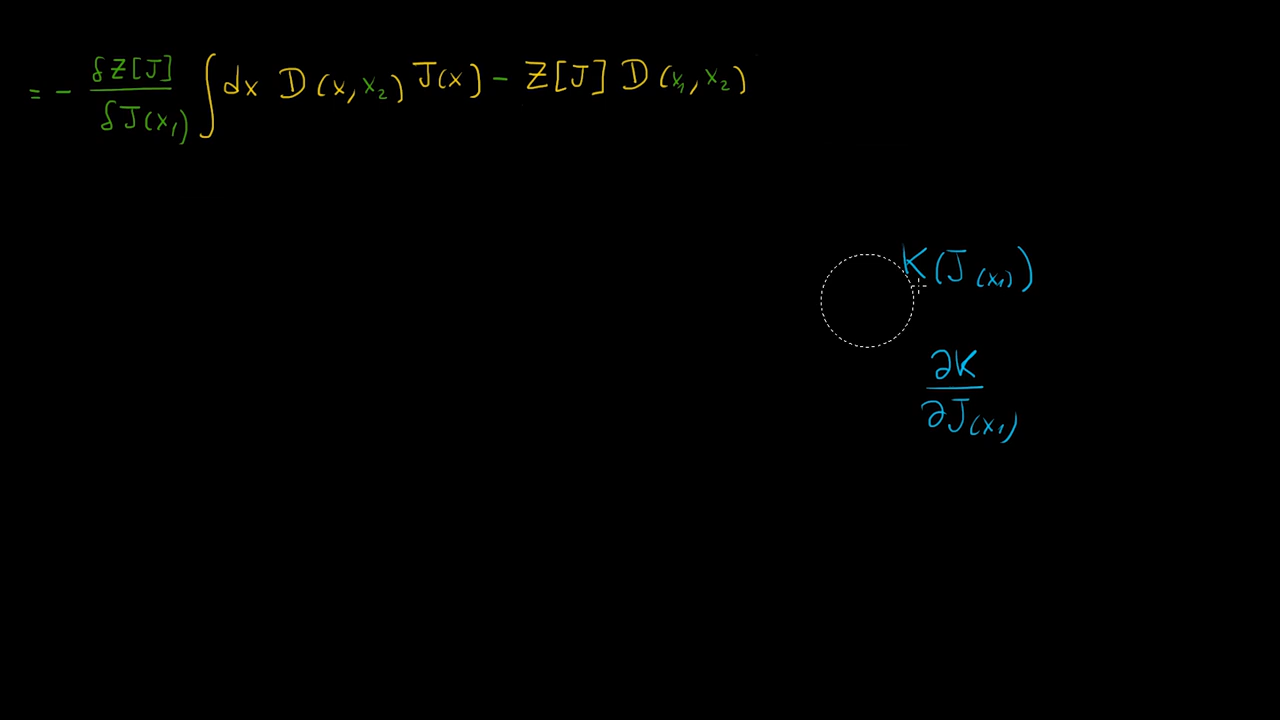 = - δZ[J] / δJ(x₁) ∫ dx D(x, x₂) J(x) - Z[J] D(x₁, x₂)
K(J(x₁))
∂K / ∂J(x₁)